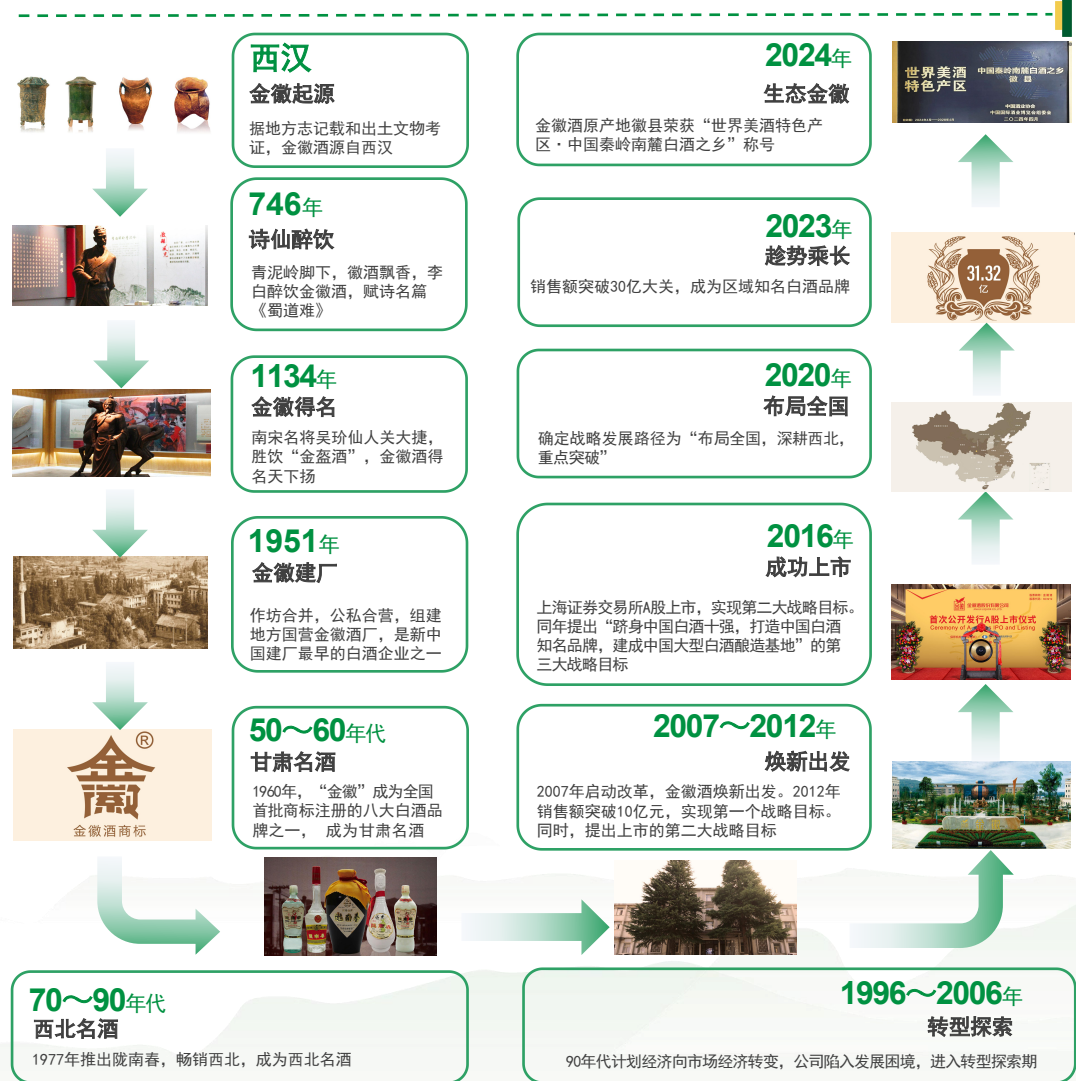 西汉
金徽起源
据地方志记载和出土文物考
证，金徽酒源自西汉
746年
诗仙醉饮
青泥岭脚下，徽酒飘香，李
白醉饮金徽酒，赋诗名篇
《蜀道难》
1134年
金徽得名
南宋名将吴玠仙人关大捷，
胜饮“金盔酒”，金徽酒得
名天下扬
1951年
金徽建厂
作坊合并，公私合营，组建
地方国营金徽酒厂，是新中
国建厂最早的白酒企业之一
金徽
®
金徽酒商标
50～60年代
甘肃名酒
1960年，“金徽”成为全国
首批商标注册的八大白酒品
牌之一， 成为甘肃名酒
70～90年代
西北名酒
1977年推出陇南春，畅销西北，成为西北名酒
1996～2006年
转型探索
90年代计划经济向市场经济转变，公司陷入发展困境，进入转型探索期
2007～2012年
焕新出发
2007年启动改革，金徽酒焕新出发。2012年
销售额突破10亿元，实现第一个战略目标。
同时，提出上市的第二大战略目标
2016年
成功上市
上海证券交易所A股上市，实现第二大战略目标。
同年提出“跻身中国白酒十强，打造中国白酒
知名品牌，建成中国大型白酒酿造基地”的第
三大战略目标
首次公开发行A股上市仪式
2020年
布局全国
确定战略发展路径为“布局全国，深耕西北，
重点突破”
2023年
趁势乘长
销售额突破30亿大关，成为区域知名白酒品牌
31.32
亿
2024年
生态金徽
金徽酒原产地徽县荣获“世界美酒特色产
区·中国秦岭南麓白酒之乡”称号
世界美酒
特色产区
中国秦岭南麓白酒之乡
徽 县
中国酒业协会
二〇二四年四月